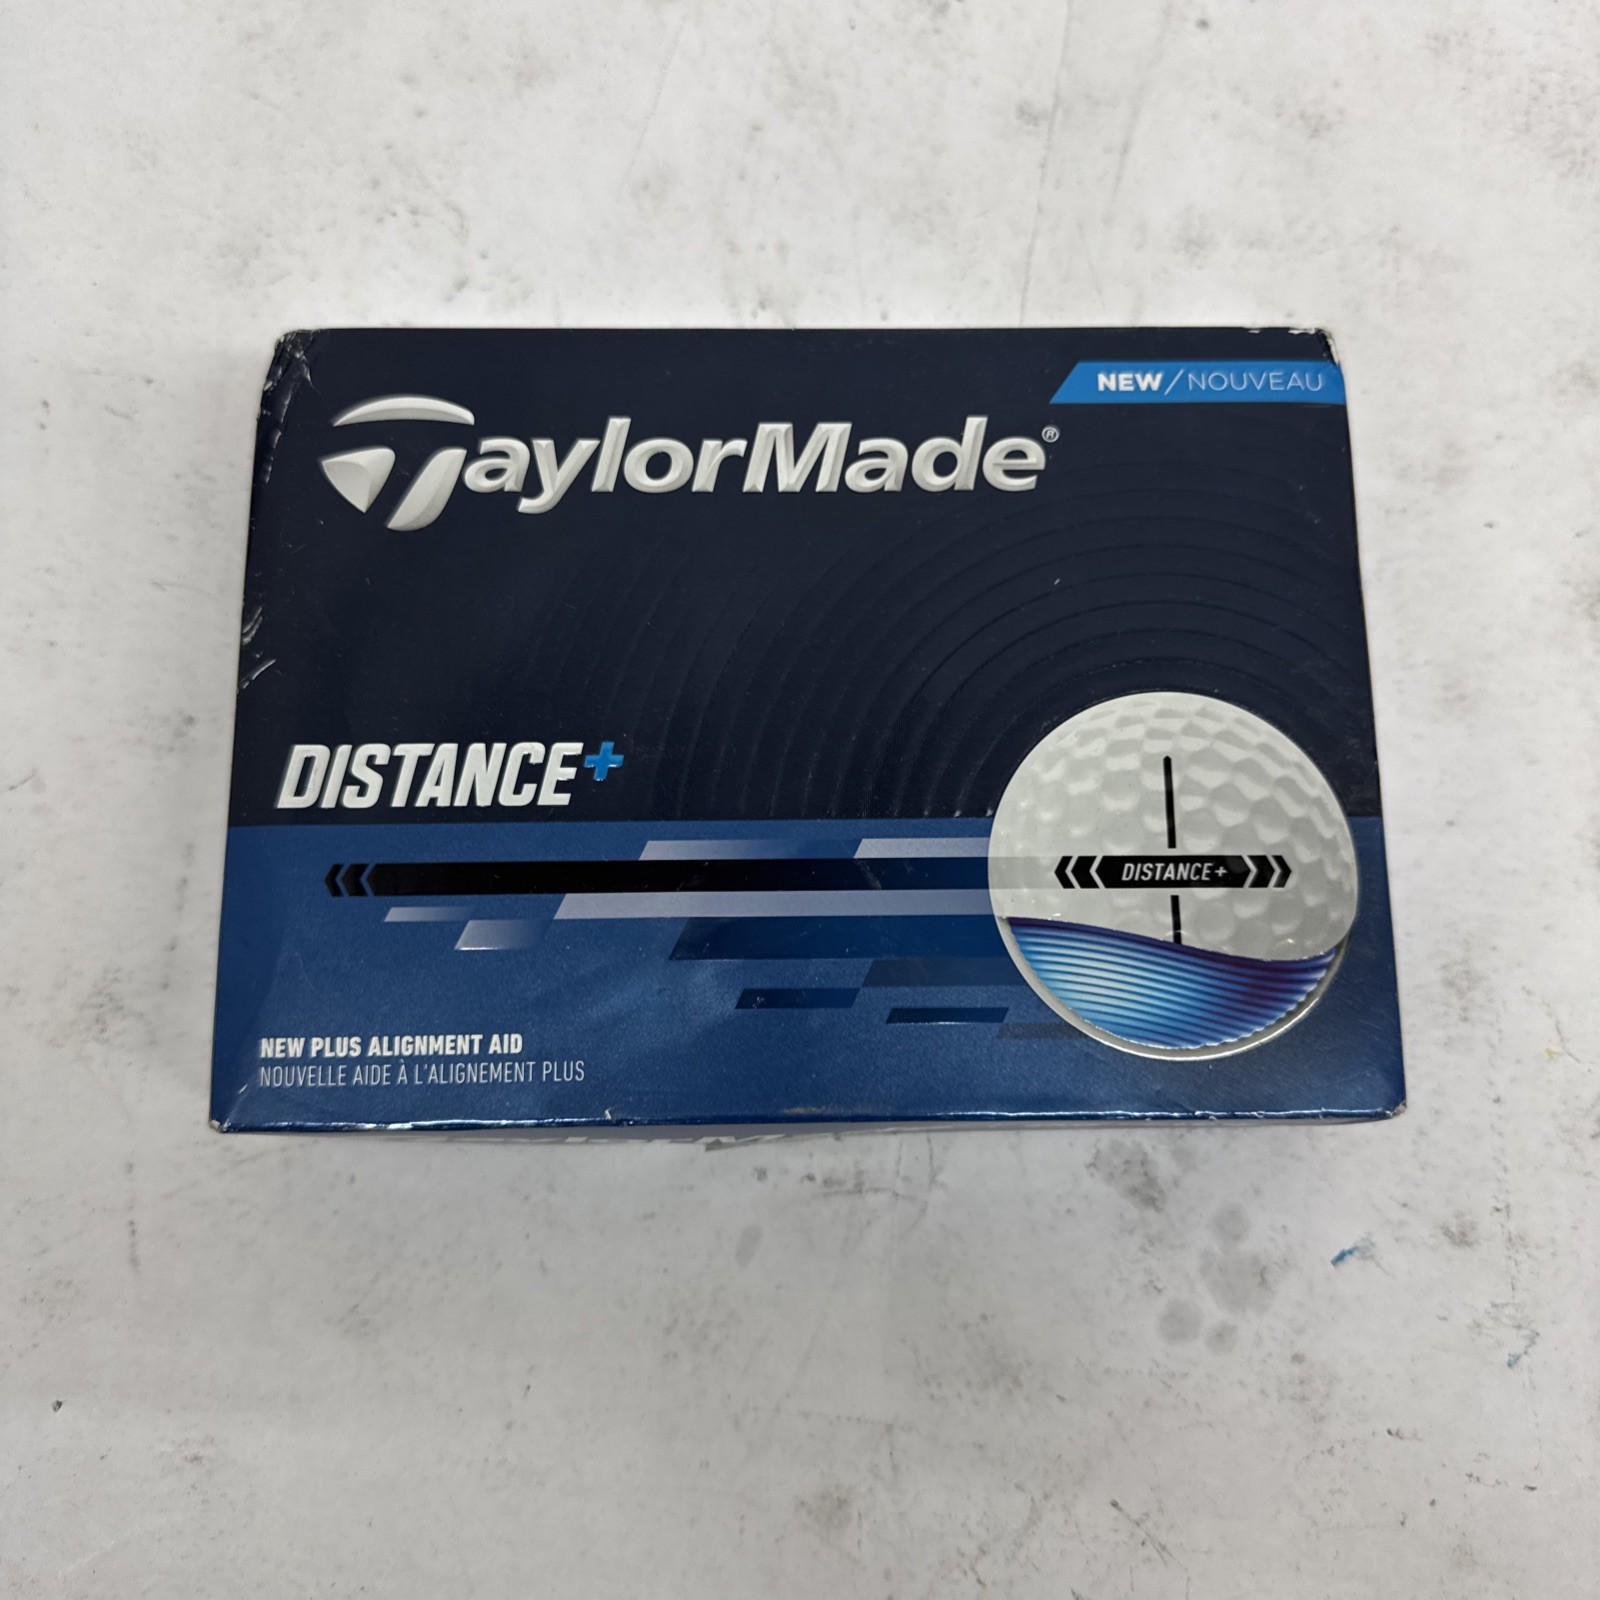 NEW/NOUVEAU
TaylorMade®
DISTANCE+
DISTANCE+
NEW PLUS ALIGNMENT AID
NOUVELLE AIDE À L'ALIGNEMENT PLUS